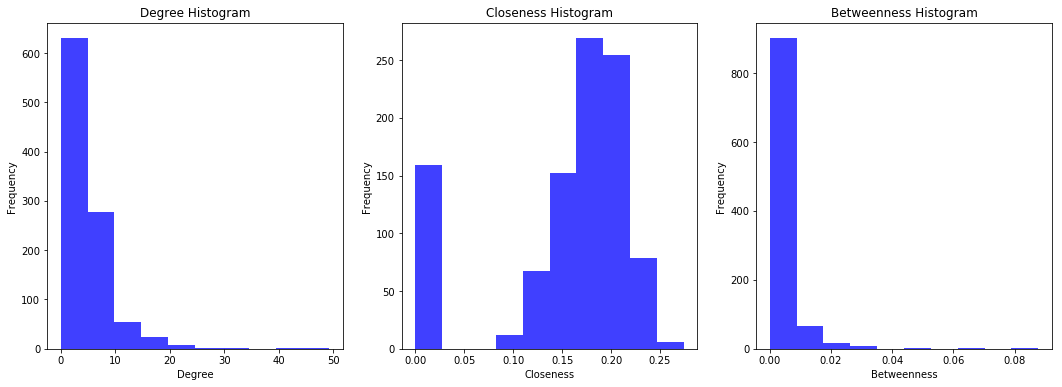 Degree Histogram
Frequency
600
500
400
300
200
100
0
0 10 20 30 40 50
Degree
Closeness Histogram
Frequency
250
200
150
100
50
0
0.00 0.05 0.10 0.15 0.20 0.25
Closeness
Betweenness Histogram
Frequency
800
600
400
200
0
0.00 0.02 0.04 0.06 0.08
Betweenness